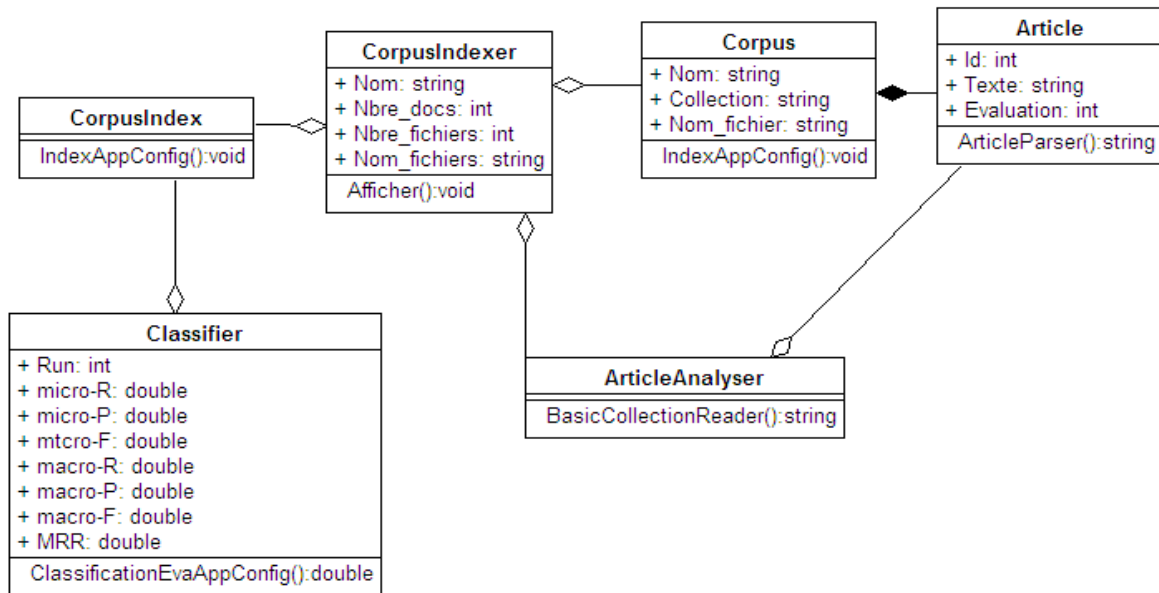 CorpusIndex
IndexAppConfig():void
CorpusIndexer
+ Nom: string
+ Nbre_docs: int
+ Nbre_fichiers: int
+ Nom_fichiers: string
Afficher():void
Corpus
+ Nom: string
+ Collection: string
+ Nom_fichier: string
IndexAppConfig():void
Article
+ Id: int
+ Texte: string
+ Evaluation: int
ArticleParser():string
Classifier
+ Run: int
+ micro-R: double
+ micro-P: double
+ mtcro-F: double
+ macro-R: double
+ macro-P: double
+ macro-F: double
+ MRR: double
ClassificationEvaAppConfig():double
ArticleAnalyser
BasicCollectionReader():string